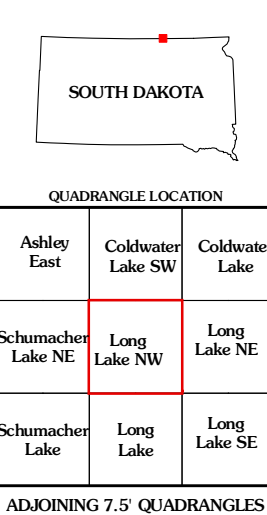 SOUTH DAKOTA
QUADRANGLE LOCATION
Ashley
East
Coldwater
Lake SW
Coldwate
Lake
Schumacher
Lake NE
Long
Lake NW
Long
Lake NE
Schumacher
Lake
Long
Lake
Long
Lake SE
ADJOINING 7.5' QUADRANGLES